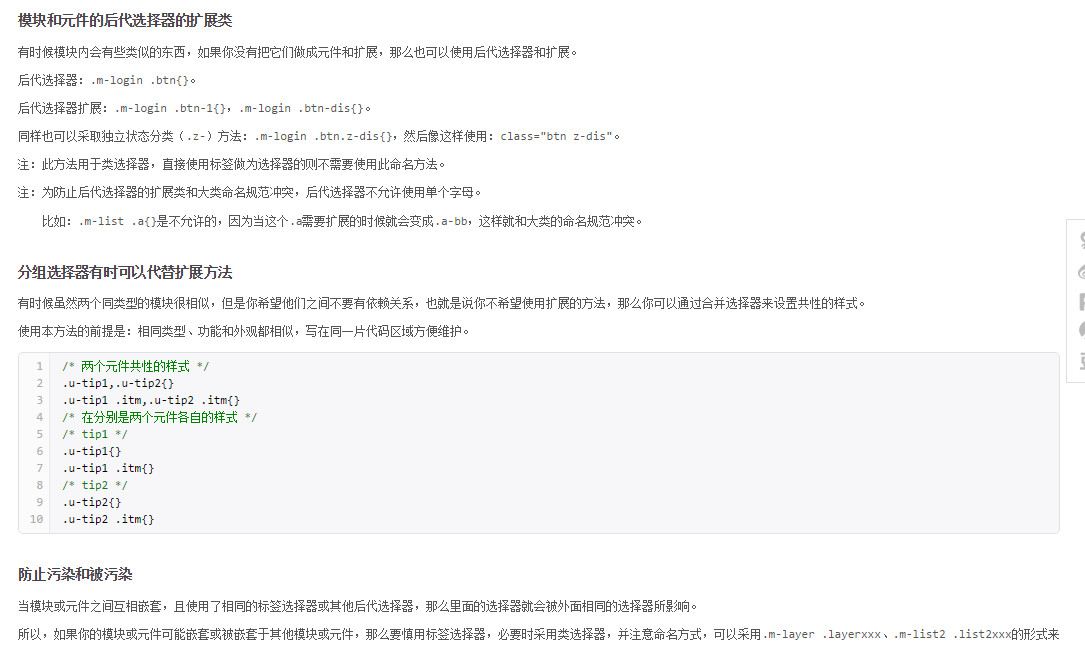 模块和元件的后代选择器的扩展类
有时候模块内会有些类似的东西，如果你没有把它们做成元件和扩展，那么也可以使用后代选择器和扩展。
后代选择器：.m-login .btn{}。
后代选择器扩展：.m-login .btn-1{}，.m-login .btn-dis{}。
同样也可以采取独立状态分类（.z-）方法：.m-login .btn.z-dis{}，然后像这样使用：class="btn z-dis"。
注：此方法用于类选择器，直接使用标签做为选择器的则不需要使用此命名方法。
注：为防止后代选择器的扩展类和大类命名规范冲突，后代选择器不允许使用单个字母。
比如：.m-list .a{}是不允许的，因为当这个.a需要扩展的时候就会变成.a-bb，这样就和大类的命名规范冲突。
分组选择器有时可以代替扩展方法
有时候虽然两个同类型的模块很相似，但是你希望他们之间不要有依赖关系，也就是说你不希望使用扩展的方法，那么你可以通过合并选择器来设置共性的样式。
使用本方法的前提是：相同类型、功能和外观都相似，写在同一片代码区域方便维护。
1 /* 两个元件共性的样式 */
2 .u-tip1,.u-tip2{}
3 .u-tip1 .itm,.u-tip2 .itm{}
4 /* 在分别是两个元件各自的样式 */
5 /* tip1 */
6 .u-tip1{}
7 .u-tip1 .itm{}
8 /* tip2 */
9 .u-tip2{}
10 .u-tip2 .itm{}
防止污染和被污染
当模块或元件之间互相嵌套，且使用了相同的标签选择器或其他后代选择器，那么里面的选择器就会被外面相同的选择器所影响。
所以，如果你的模块或元件可能嵌套或被嵌套于其他模块或元件，那么要慎用标签选择器，必要时采用类选择器，并注意命名方式，可以采用.m-layer .layerxxx、.m-list2 .list2xxx的形式来